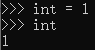 >>> int = 1
>>> int
1